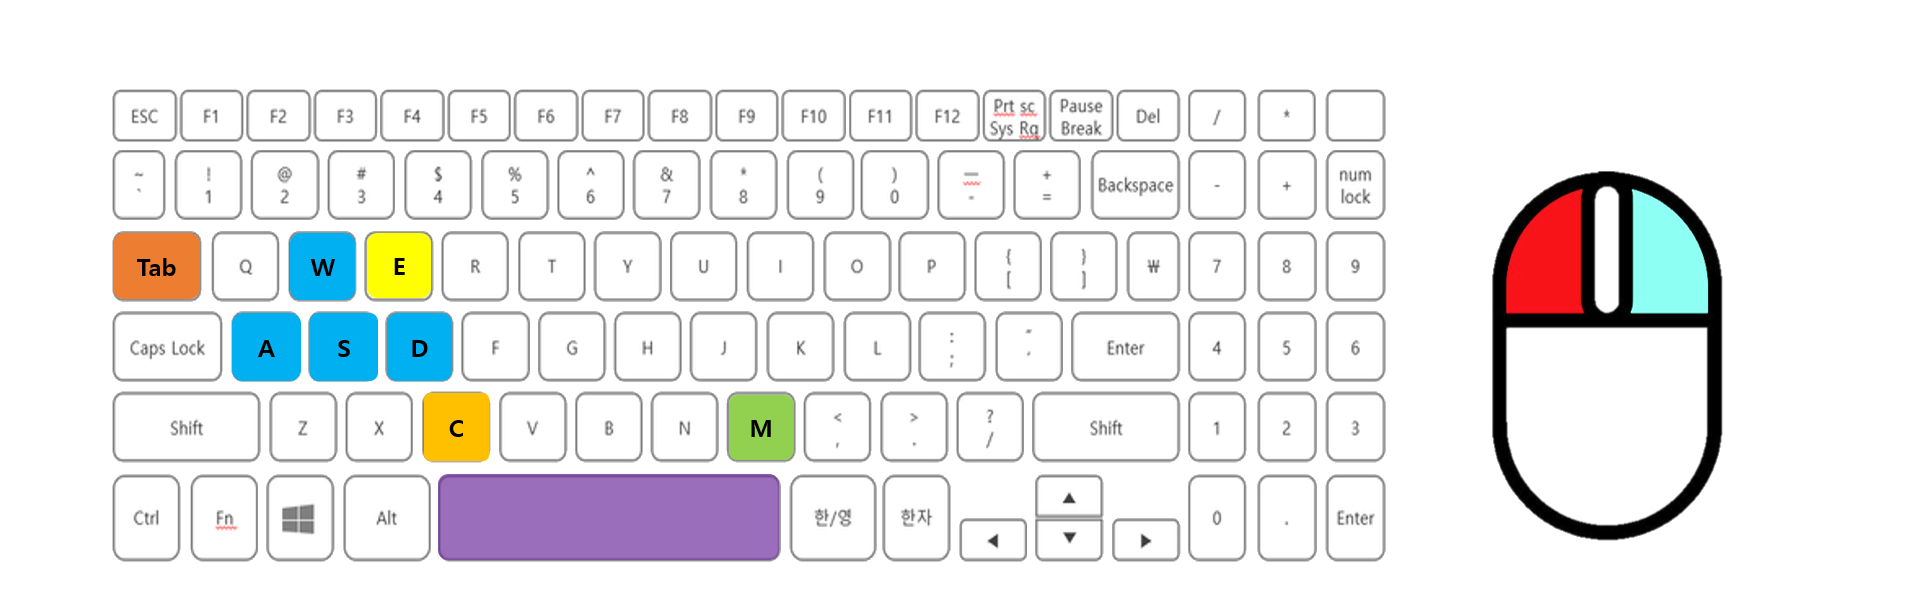 ESC F1 F2 F3 F4 F5 F6 F7 F8 F9 F10 F11 F12 Prt sc Sys Rq Pause Break Del / *
~ ` ! 1 @ 2 # 3 $ 4 % 5 ^ 6 & 7 * 8 ( 9 ) 0 — - + = Backspace - + num lock
Tab Q W E R T Y U I O P { [ } ] ₩ 7 8 9
Caps Lock A S D F G H J K L : ; ″ ′ Enter 4 5 6
Shift Z X C V B N M < , > . ? / Shift 1 2 3
Ctrl Fn Alt 한/영 한자 ◀ ▲ ▼ ▶ 0 . Enter